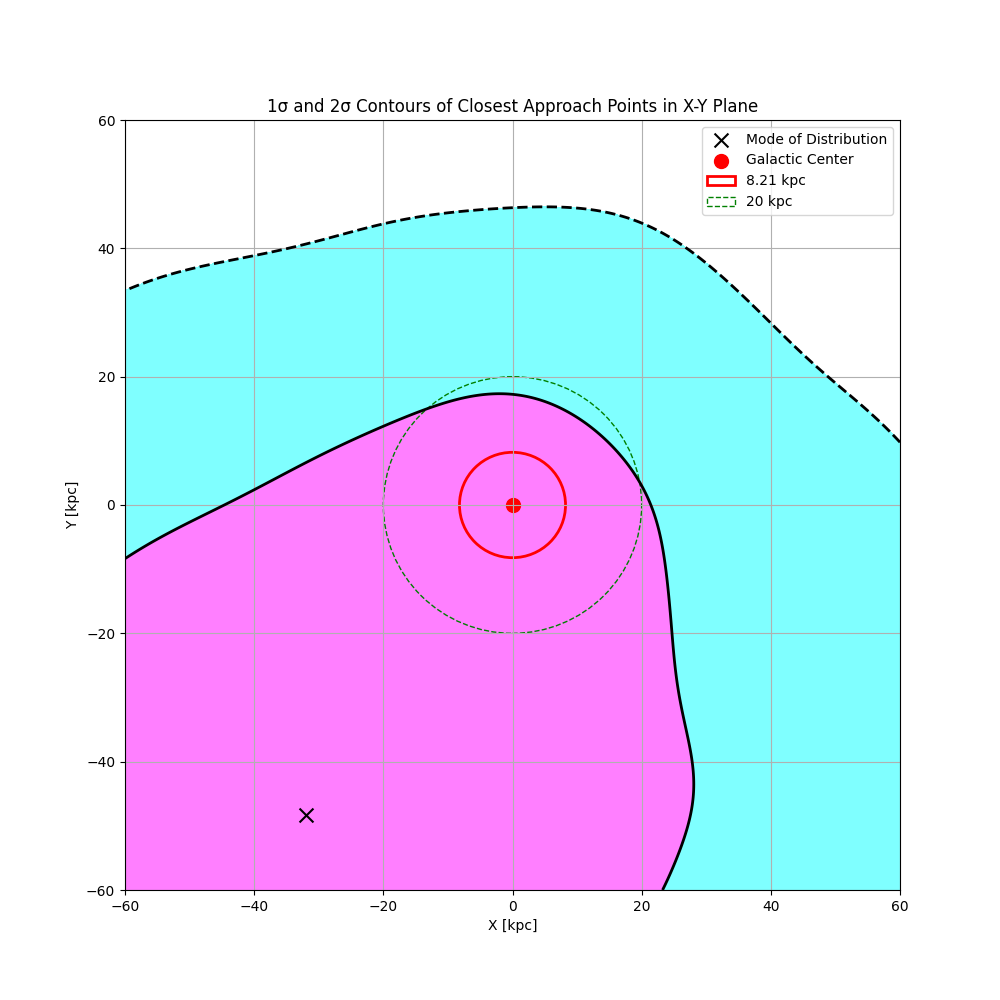 1σ and 2σ Contours of Closest Approach Points in X-Y Plane
Mode of Distribution
Galactic Center
8.21 kpc
20 kpc
60
40
20
0
−20
−40
−60
Y [kpc]
−60 −40 −20 0 20 40 60
X [kpc]